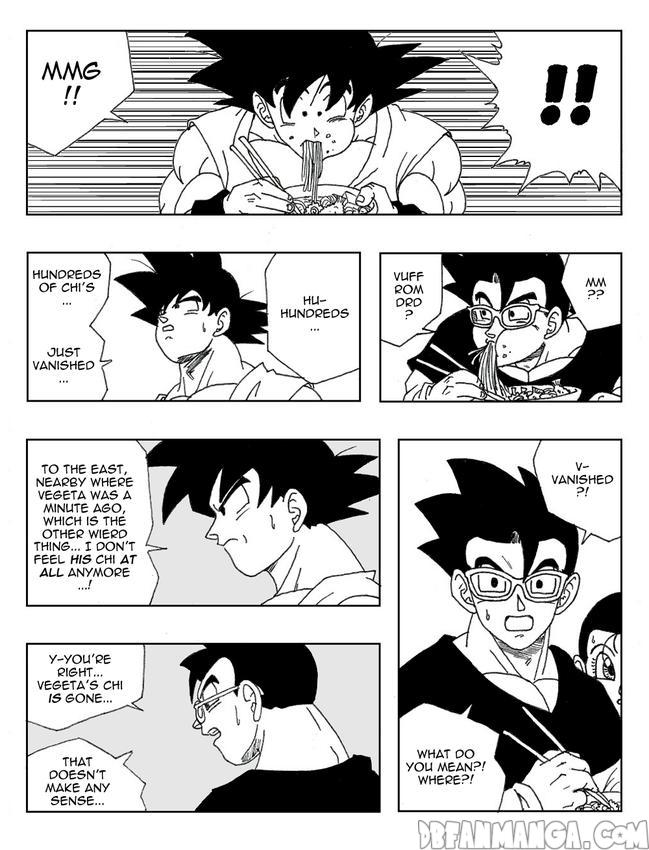 MMG
!!
!!
HUNDREDS
OF CHI'S
...
JUST
VANISHED
...
HU-
HUNDREDS
...
VUFF
ROM
DRD
?
MM
??
TO THE EAST,
NEARBY WHERE
VEGETA WAS A
MINUTE AGO,
WHICH IS THE
OTHER WIERD
THING... I DON'T
FEEL HIS CHI AT
ALL ANYMORE
...!
V-
VANISHED
?!
WHAT DO
YOU MEAN?!
WHERE?!
Y-YOU'RE
RIGHT...
VEGETA'S CHI
IS GONE...
THAT
DOESN'T
MAKE ANY
SENSE...
DBFANMANGA.COM